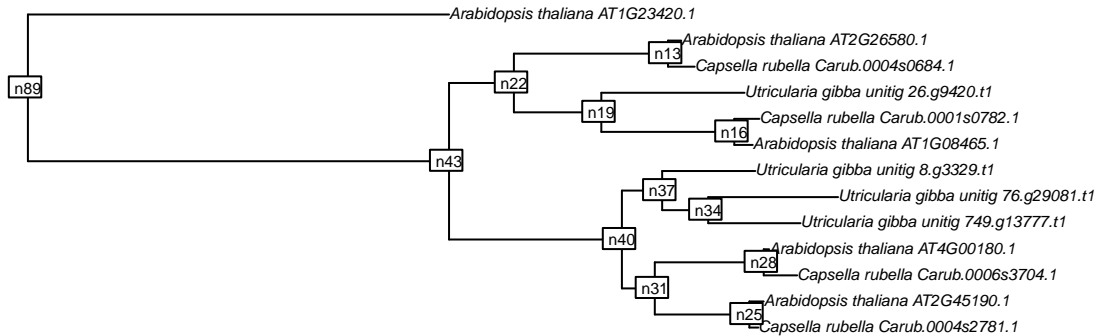 Arabidopsis thaliana AT1G23420.1
Arabidopsis thaliana AT2G26580.1
n13
Capsella rubella Carub.0004s0684.1
n89
n22
Utricularia gibba unitig 26.g9420.t1
n19
Capsella rubella Carub.0001s0782.1
n16
Arabidopsis thaliana AT1G08465.1
n43
Utricularia gibba unitig 8.g3329.t1
n37
Utricularia gibba unitig 76.g29081.t1
n34
Utricularia gibba unitig 749.g13777.t1
n40
Arabidopsis thaliana AT4G00180.1
n28
Capsella rubella Carub.0006s3704.1
n31
Arabidopsis thaliana AT2G45190.1
n25
Capsella rubella Carub.0004s2781.1